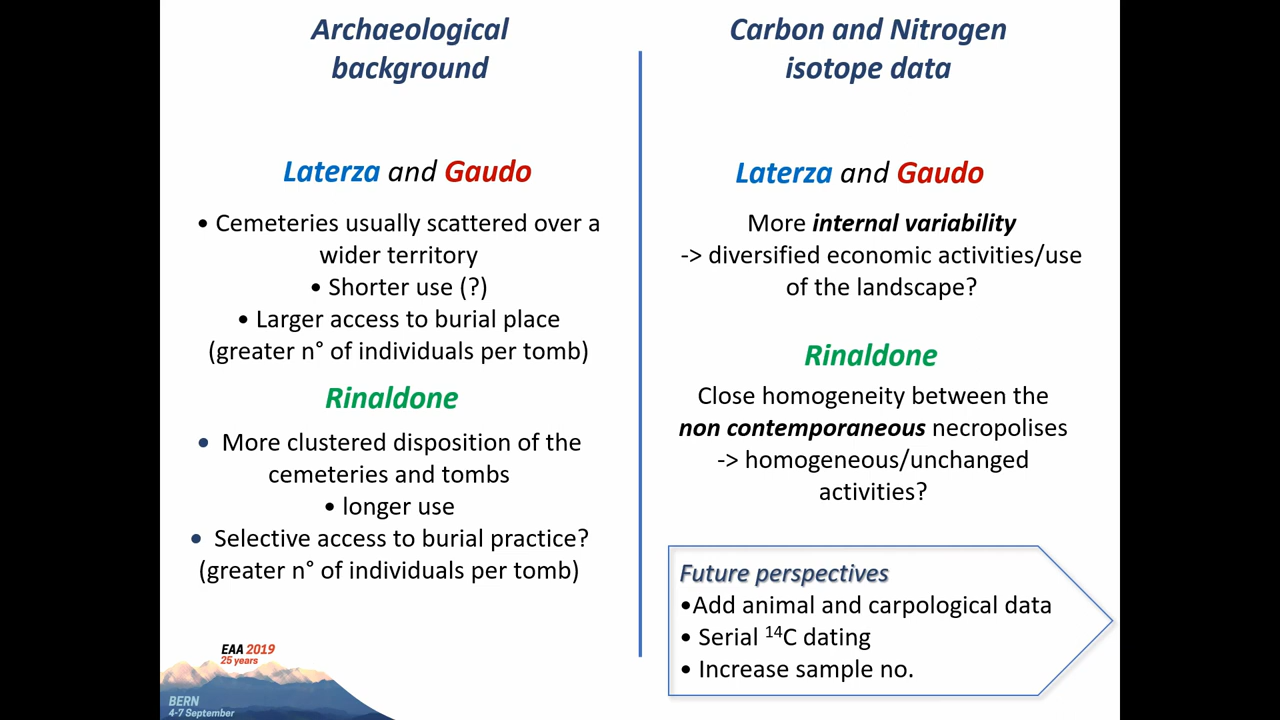 Archaeological
background
Laterza and Gaudo
• Cemeteries usually scattered over a
wider territory
• Shorter use (?)
• Larger access to burial place
(greater n° of individuals per tomb)
Rinaldone
• More clustered disposition of the
cemeteries and tombs
• longer use
• Selective access to burial practice?
(greater n° of individuals per tomb)
EAA 2019
25 years
BERN
4-7 September
Carbon and Nitrogen
isotope data
Laterza and Gaudo
More internal variability
-> diversified economic activities/use
of the landscape?
Rinaldone
Close homogeneity between the
non contemporaneous necropolises
-> homogeneous/unchanged
activities?
Future perspectives
•Add animal and carpological data
• Serial ¹⁴C dating
• Increase sample no.